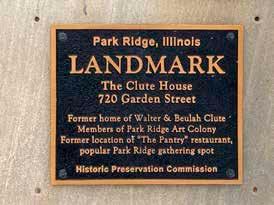 Park Ridge, Illinois
LANDMARK
The Clute House
720 Garden Street
Former home of Walter & Beulah Clute
Members of Park Ridge Art Colony
Former location of "The Pantry" restaurant,
popular Park Ridge gathering spot
Historic Preservation Commission